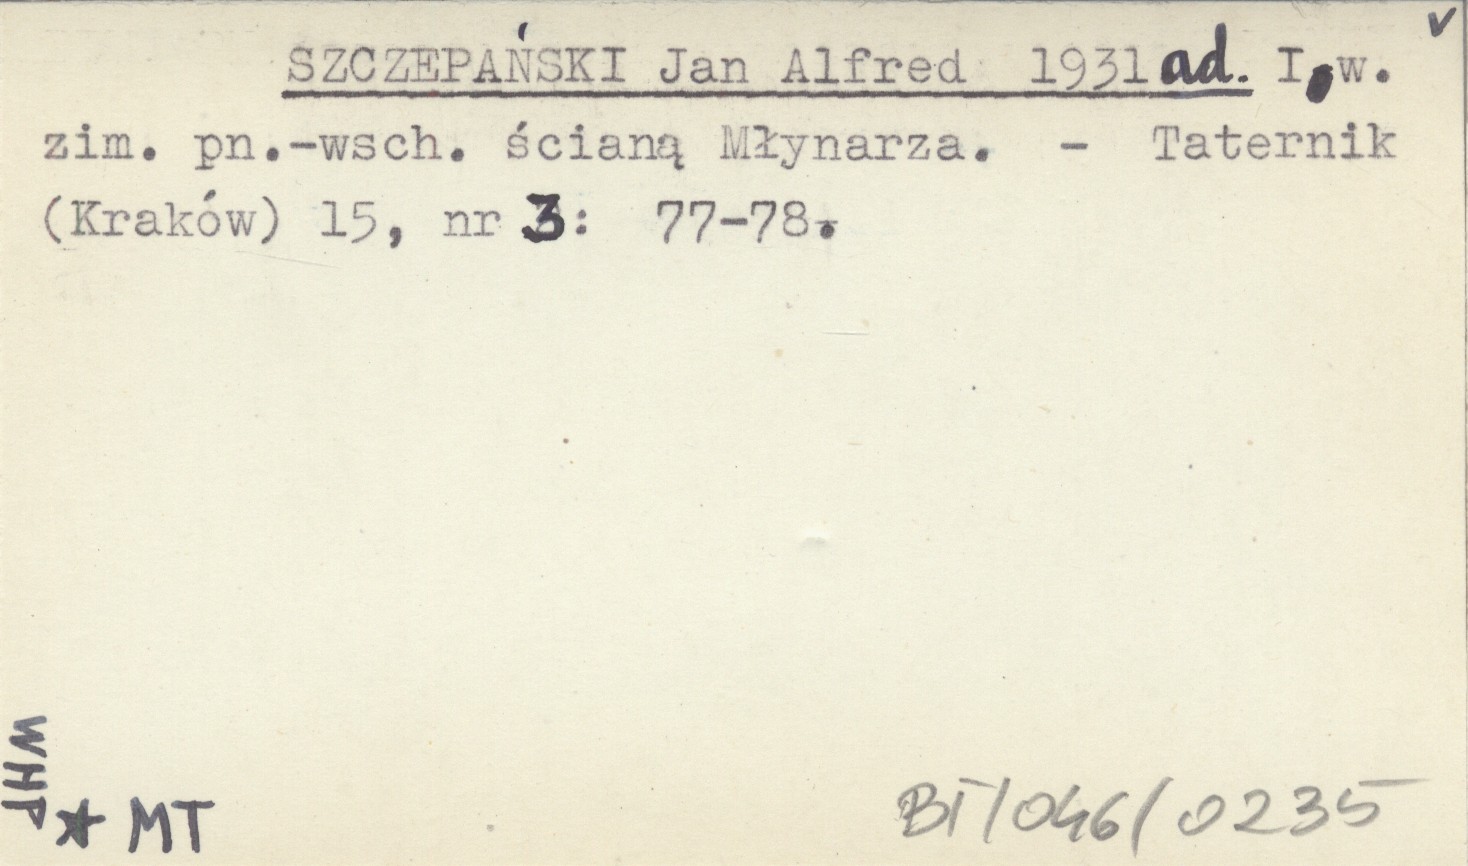 v
SZCZEPAŃSKI Jan Alfred 1931 ad. I. w.
zim. pn.-wsch. ścianą Młynarza. - Taternik
(Kraków) 15, nr 3: 77-78.
WHP
★ MT
BT/046/0235